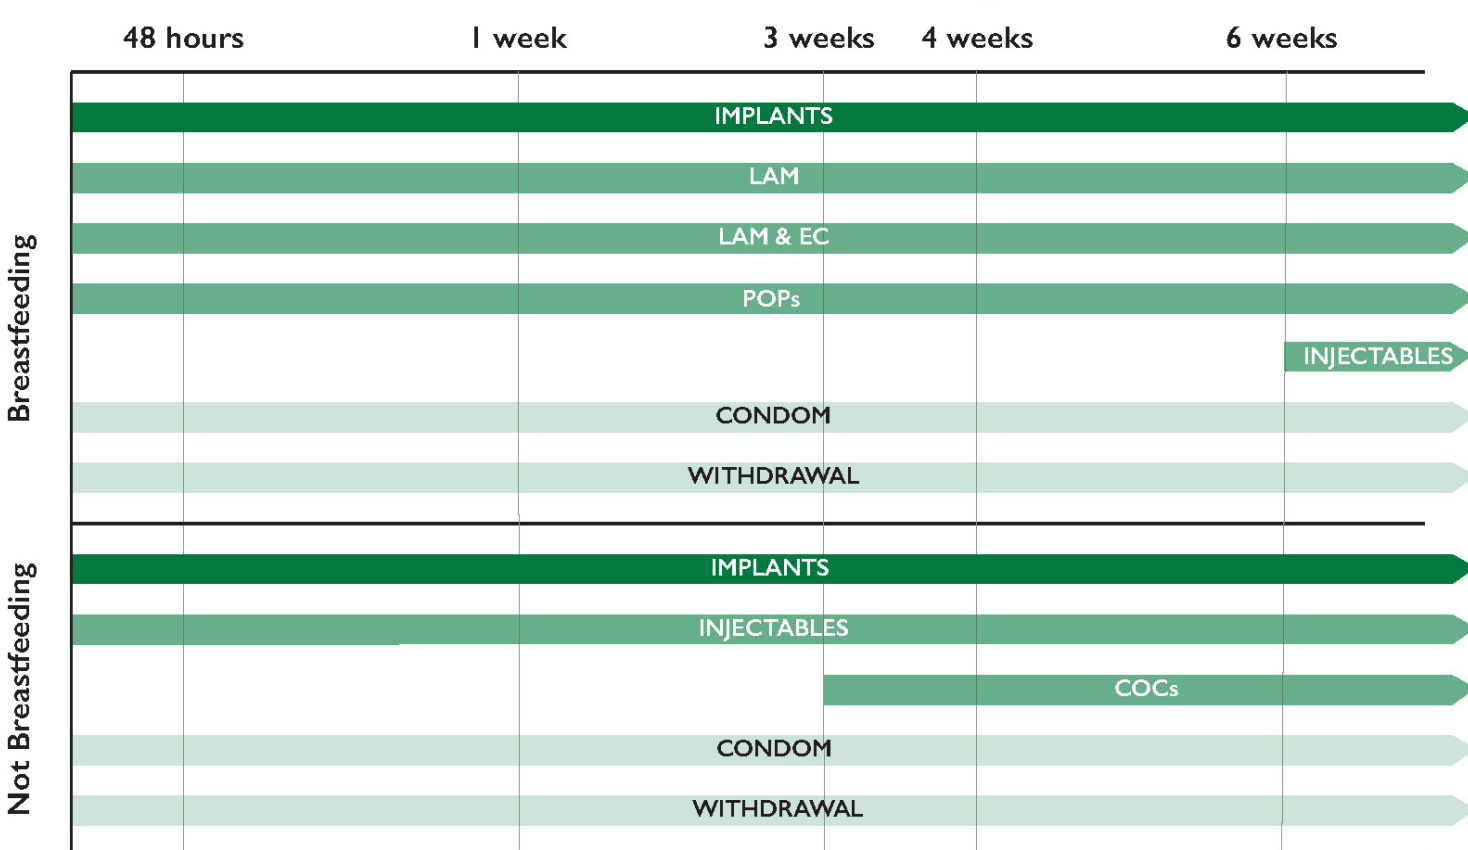 48 hours 1 week 3 weeks 4 weeks 6 weeks
Breastfeeding
IMPLANTS
LAM
LAM & EC
POPs
INJECTABLES
CONDOM
WITHDRAWAL
Not Breastfeeding
IMPLANTS
INJECTABLES
COCs
CONDOM
WITHDRAWAL